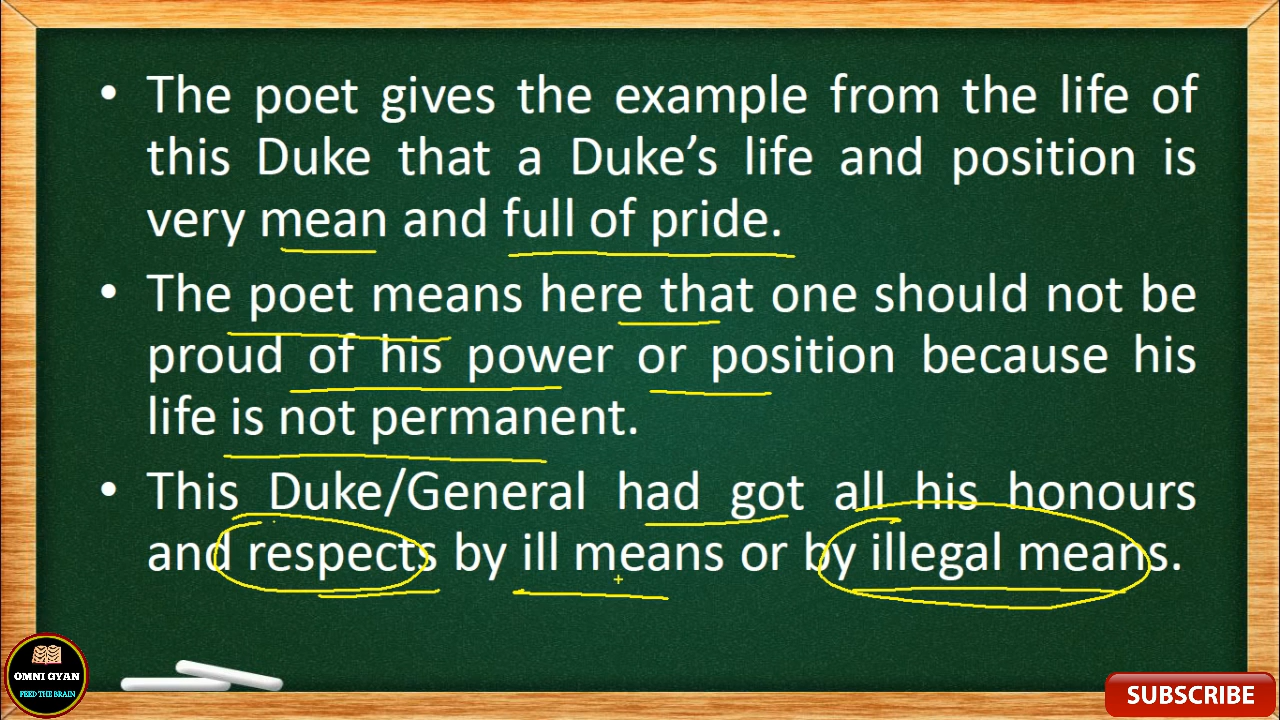 • The poet gives the example from the life of
this Duke that a Duke’s life and position is
very mean and full of pride.
• The poet means here that one should not be
proud of his power or position because his
life is not permanent.
• This Duke/General had got all his honours
and respects by ill means or by illegal means.
OMNI GYAN
FEED THE BRAIN
SUBSCRIBE